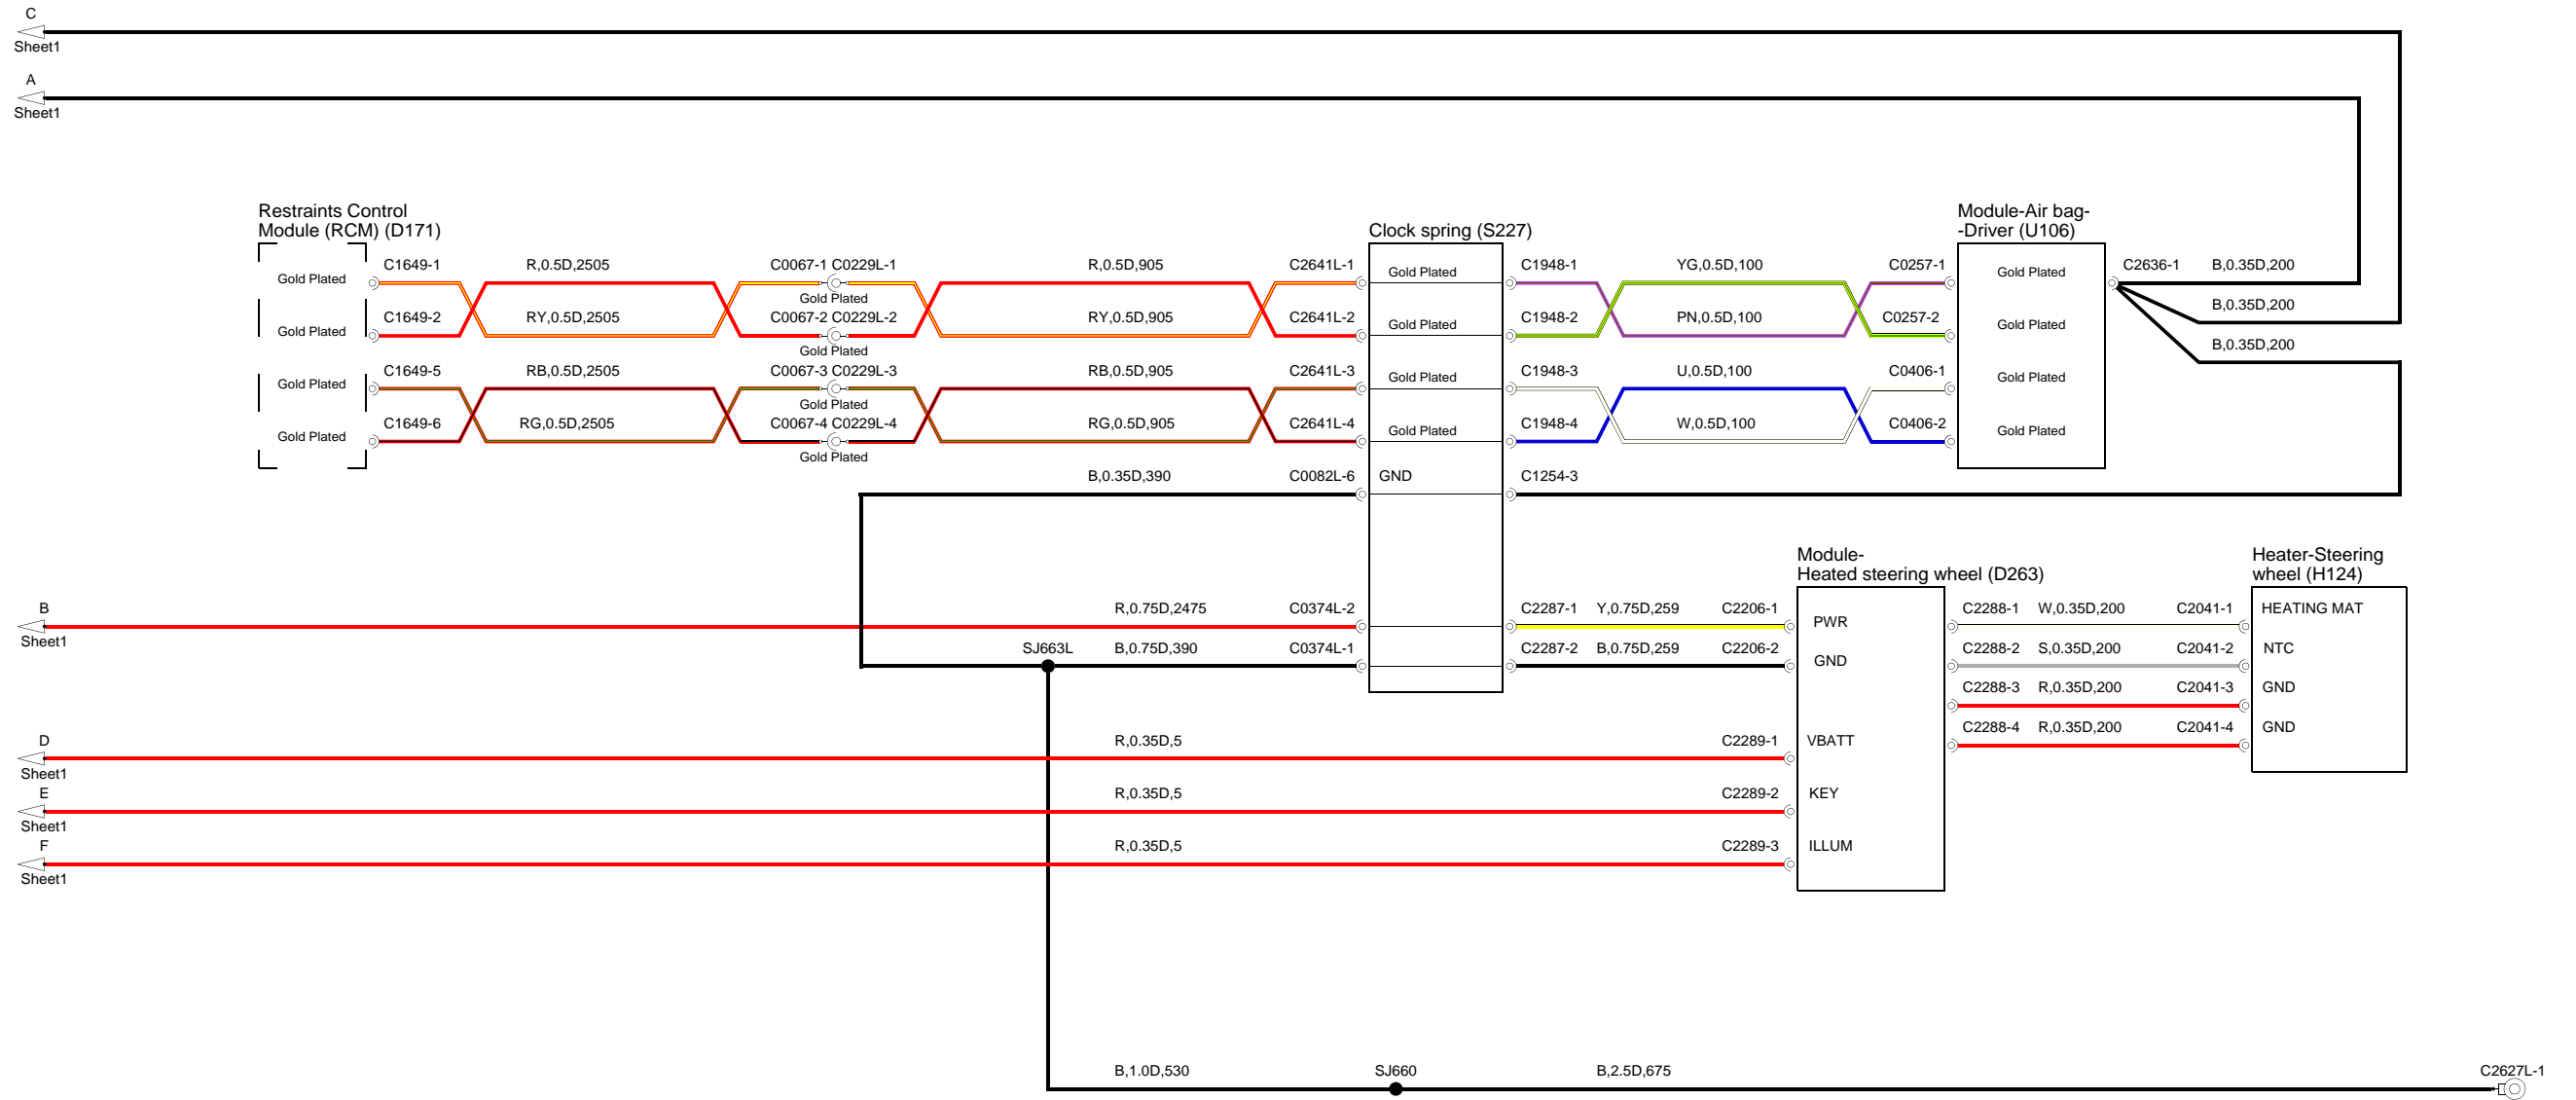 C
Sheet1
A
Sheet1
Restraints Control
Module (RCM) (D171)
Clock spring (S227)
Module-Air bag-
-Driver (U106)
Gold Plated
C1649-1
R,0.5D,2505
C0067-1 C0229L-1
Gold Plated
R,0.5D,905
C2641L-1
Gold Plated
C1948-1
YG,0.5D,100
C0257-1
Gold Plated
C2636-1
B,0.35D,200
B,0.35D,200
B,0.35D,200
Gold Plated
C1649-2
RY,0.5D,2505
C0067-2 C0229L-2
Gold Plated
RY,0.5D,905
C2641L-2
Gold Plated
C1948-2
PN,0.5D,100
C0257-2
Gold Plated
Gold Plated
C1649-5
RB,0.5D,2505
C0067-3 C0229L-3
Gold Plated
RB,0.5D,905
C2641L-3
Gold Plated
C1948-3
U,0.5D,100
C0406-1
Gold Plated
Gold Plated
C1649-6
RG,0.5D,2505
C0067-4 C0229L-4
Gold Plated
RG,0.5D,905
C2641L-4
Gold Plated
C1948-4
W,0.5D,100
C0406-2
Gold Plated
B,0.35D,390
C0082L-6
GND
C1254-3
Module-
Heated steering wheel (D263)
Heater-Steering
wheel (H124)
B
Sheet1
R,0.75D,2475
C0374L-2
C2287-1
Y,0.75D,259
C2206-1
PWR
C2288-1
W,0.35D,200
C2041-1
HEATING MAT
SJ663L
B,0.75D,390
C0374L-1
C2287-2
B,0.75D,259
C2206-2
GND
C2288-2
S,0.35D,200
C2041-2
NTC
C2288-3
R,0.35D,200
C2041-3
GND
C2288-4
R,0.35D,200
C2041-4
GND
D
Sheet1
R,0.35D,5
C2289-1
VBATT
E
Sheet1
R,0.35D,5
C2289-2
KEY
F
Sheet1
R,0.35D,5
C2289-3
ILLUM
B,1.0D,530
SJ660
B,2.5D,675
C2627L-1